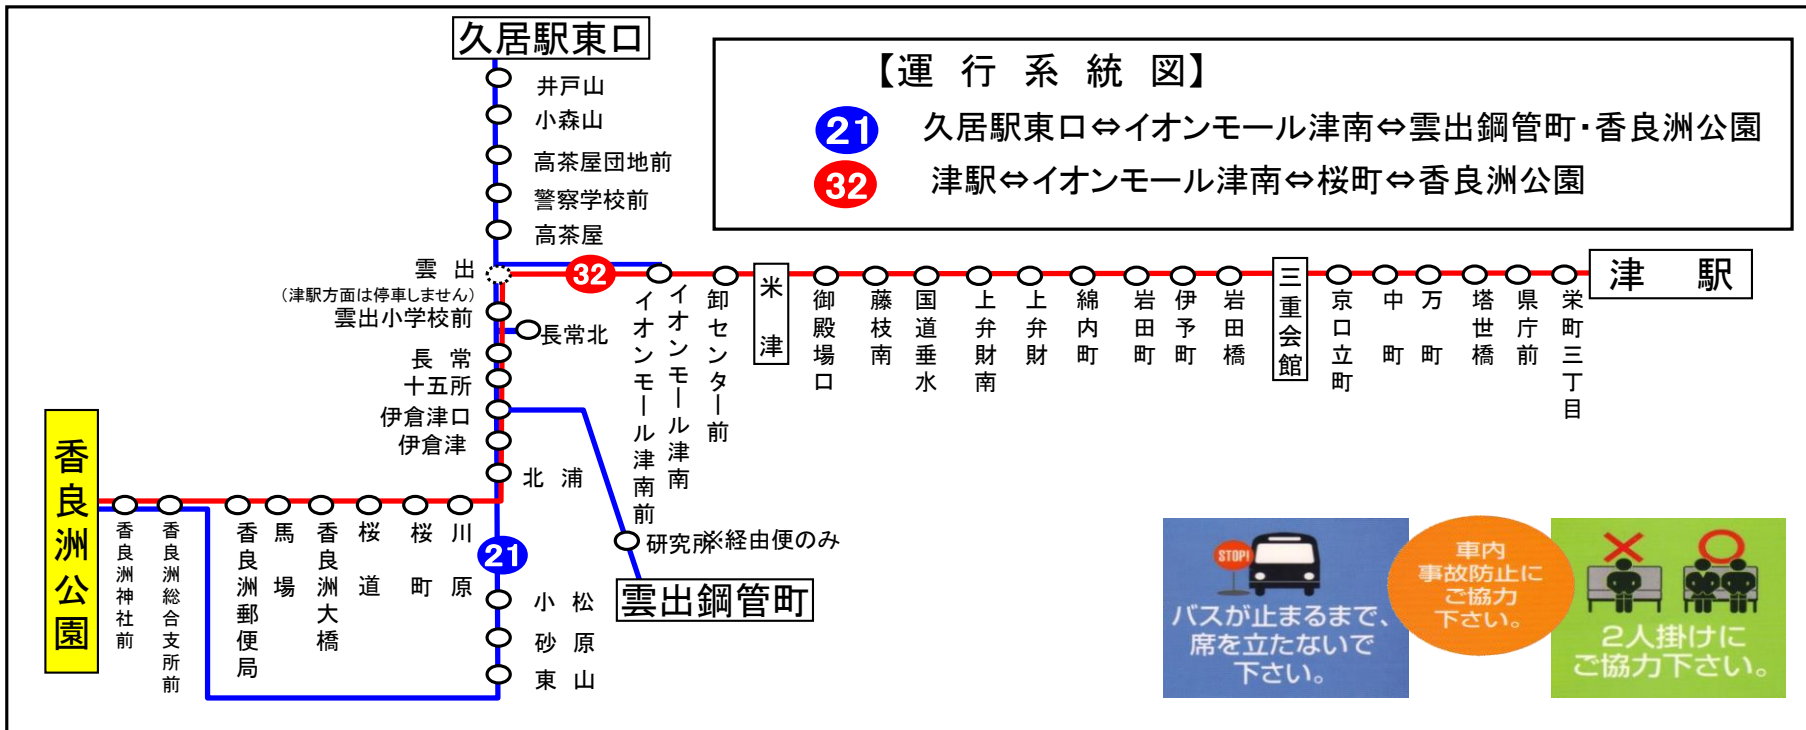 久居駅東口
井戸山
小森山
高茶屋団地前
警察学校前
高茶屋
【運行系統図】
21 久居駅東口⇔イオンモール津南⇔雲出鋼管町・香良洲公園
32 津駅⇔イオンモール津南⇔桜町⇔香良洲公園
雲出
(津駅方面は停車しません)
雲出小学校前
長常北
長常
十五所
伊倉津口
伊倉津
北浦
32
イオンモール津南前
イオンモール津南
卸センター前
米津
御殿場口
藤枝南
国道垂水
上弁財南
上弁財
綿内町
岩田町
伊予町
岩田橋
三重会館
京口立町
中町
万町
塔世橋
県庁前
栄町三丁目
津駅
香良洲公園
香良洲神社前
香良洲総合支所前
香良洲郵便局
馬場
香良洲大橋
桜道
桜町
川原
21
小松
砂原
東山
研究所※経由便のみ
雲出鋼管町
STOP!
バスが止まるまで、
席を立たないで
下さい。
車内
事故防止に
ご協力
下さい。
2人掛けに
ご協力下さい。